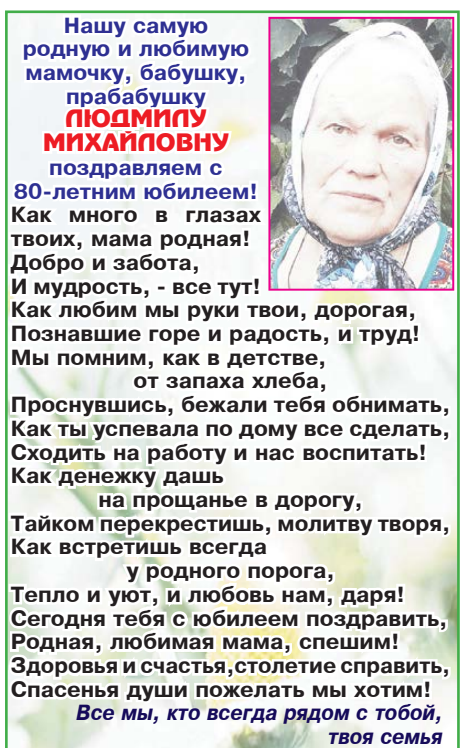 Нашу самую
родную и любимую
мамочку, бабушку,
прабабушку
ЛЮДМИЛУ
МИХАЙЛОВНУ
поздравляем с
80-летним юбилеем!
Как много в глазах
твоих, мама родная!
Добро и забота,
И мудрость, - все тут!
Как любим мы руки твои, дорогая,
Познавшие горе и радость, и труд!
Мы помним, как в детстве,
от запаха хлеба,
Проснувшись, бежали тебя обнимать,
Как ты успевала по дому все сделать,
Сходить на работу и нас воспитать!
Как денежку дашь
на прощанье в дорогу,
Тайком перекрестишь, молитву творя,
Как встретишь всегда
у родного порога,
Тепло и уют, и любовь нам, даря!
Сегодня тебя с юбилеем поздравить,
Родная, любимая мама, спешим!
Здоровья и счастья,столетие справить,
Спасенья души пожелать мы хотим!
Все мы, кто всегда рядом с тобой,
твоя семья